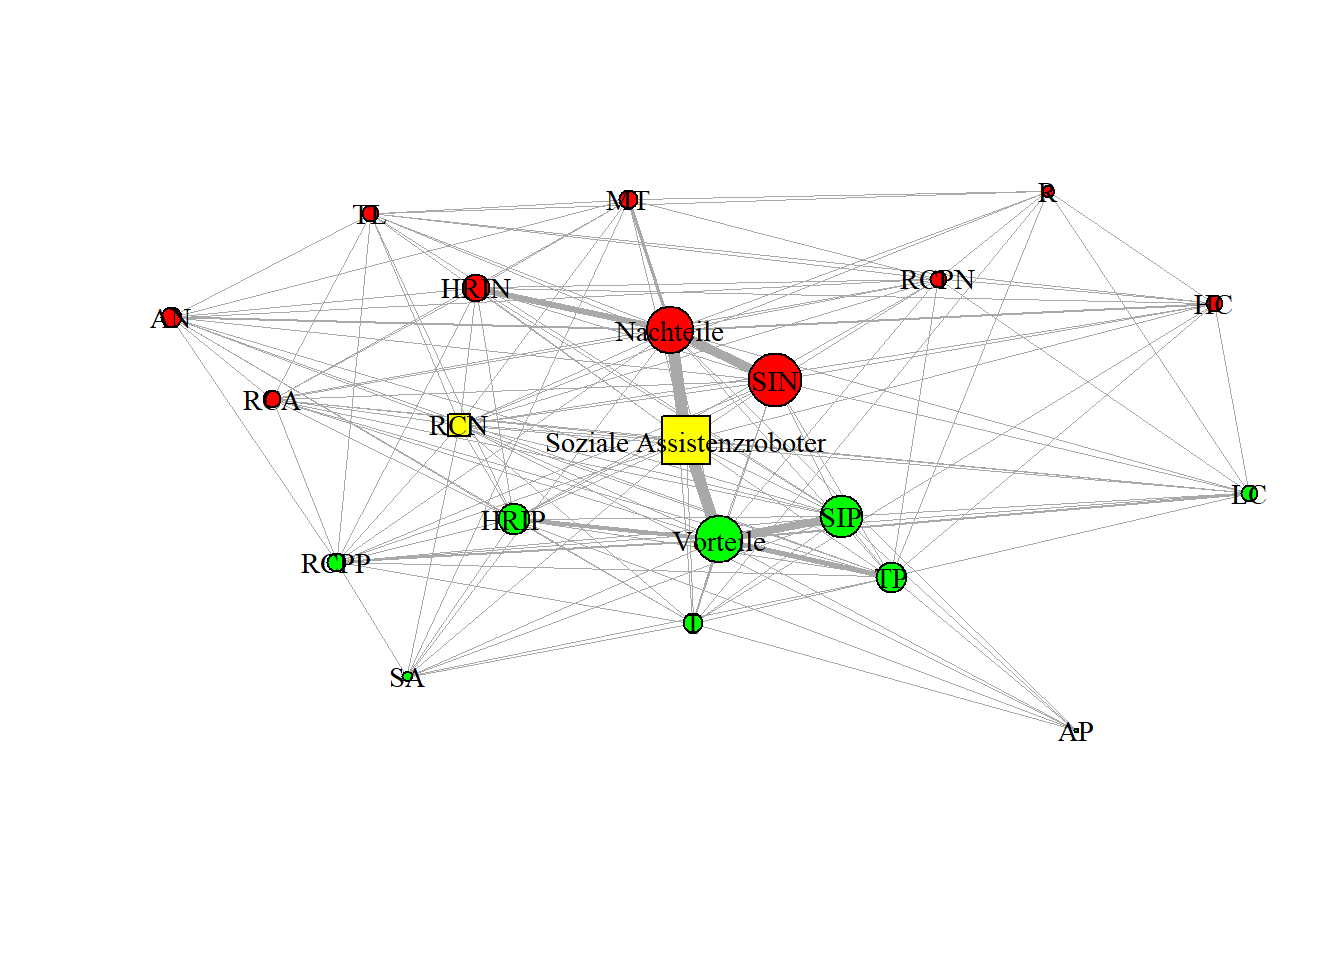 R
MT
TL
RCPN
HRIN
HC
AN
Nachteile
SIN
RCA
RCN
Soziale Assistenzroboter
LC
SIP
HRIP
Vorteile
RCPP
TP
I
SA
AP